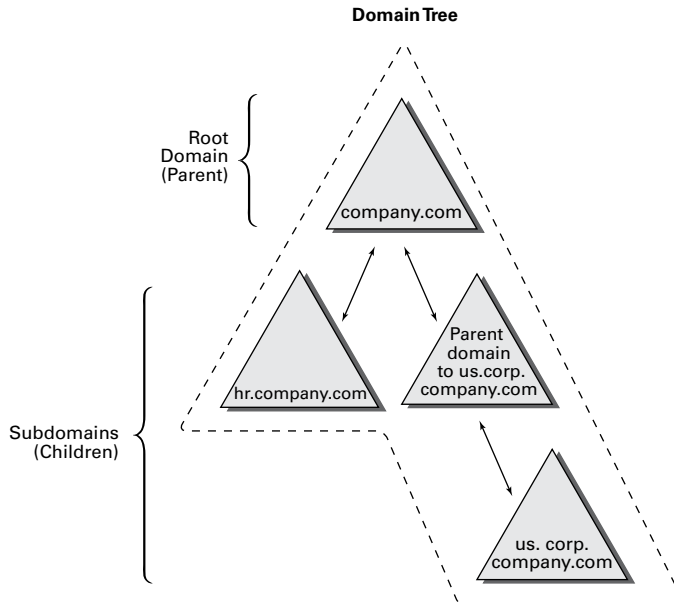 Domain Tree
Root
Domain
(Parent)
company.com
Parent
domain
to us.corp.
company.com
hr.company.com
Subdomains
(Children)
us. corp.
company.com